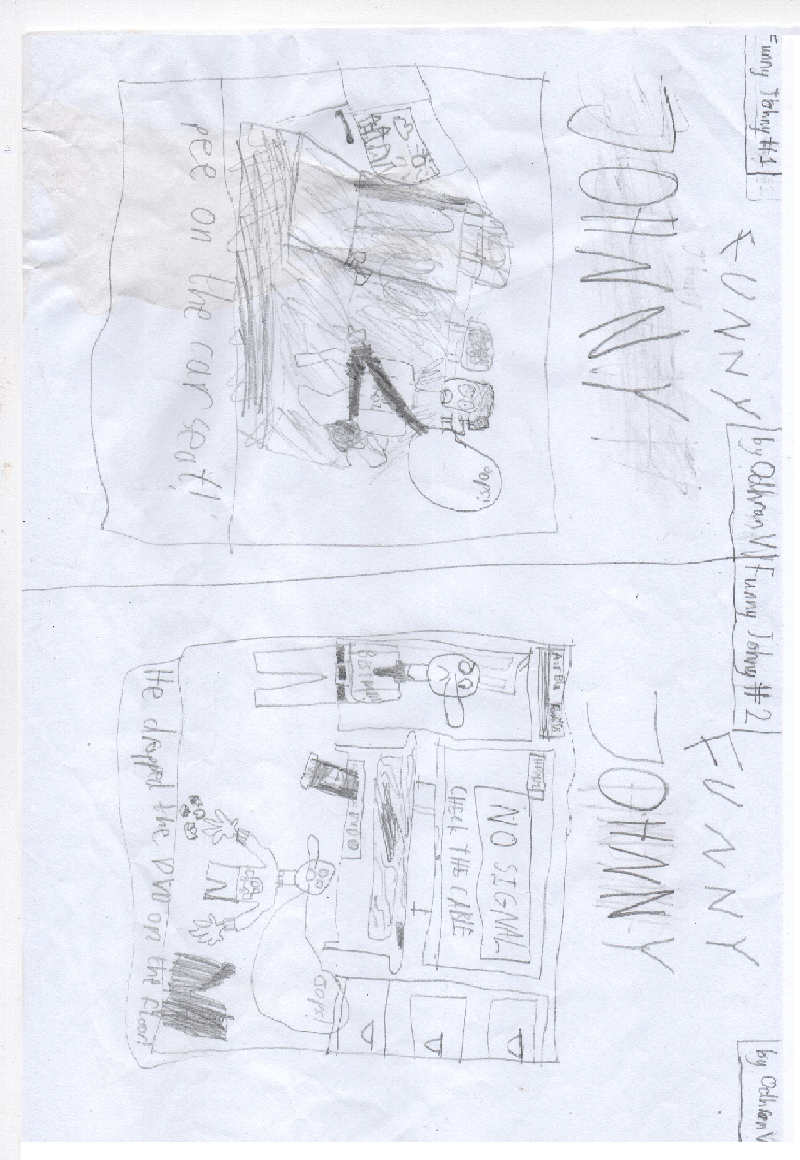 Funny Johny #1
by Odhran W
FUNNY
JOHNNY
oops!
Pee on the car seat!
Funny Johny #2
by Odhran W
FUNNY
JOHNNY
NO SIGNAL
CHECK THE CABLE
DVD
Oops!
He dropped the DVD on the floor